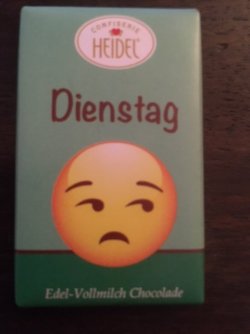 CONFISERIE
HEIDEL
Dienstag
Edel-Vollmilch Chocolade